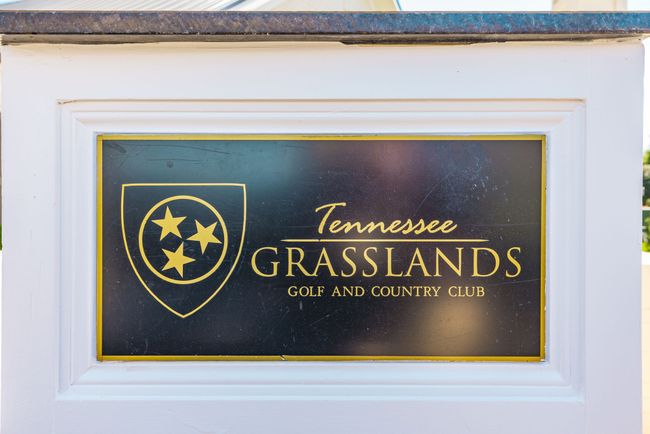 Tennessee
GRASSLANDS
GOLF AND COUNTRY CLUB